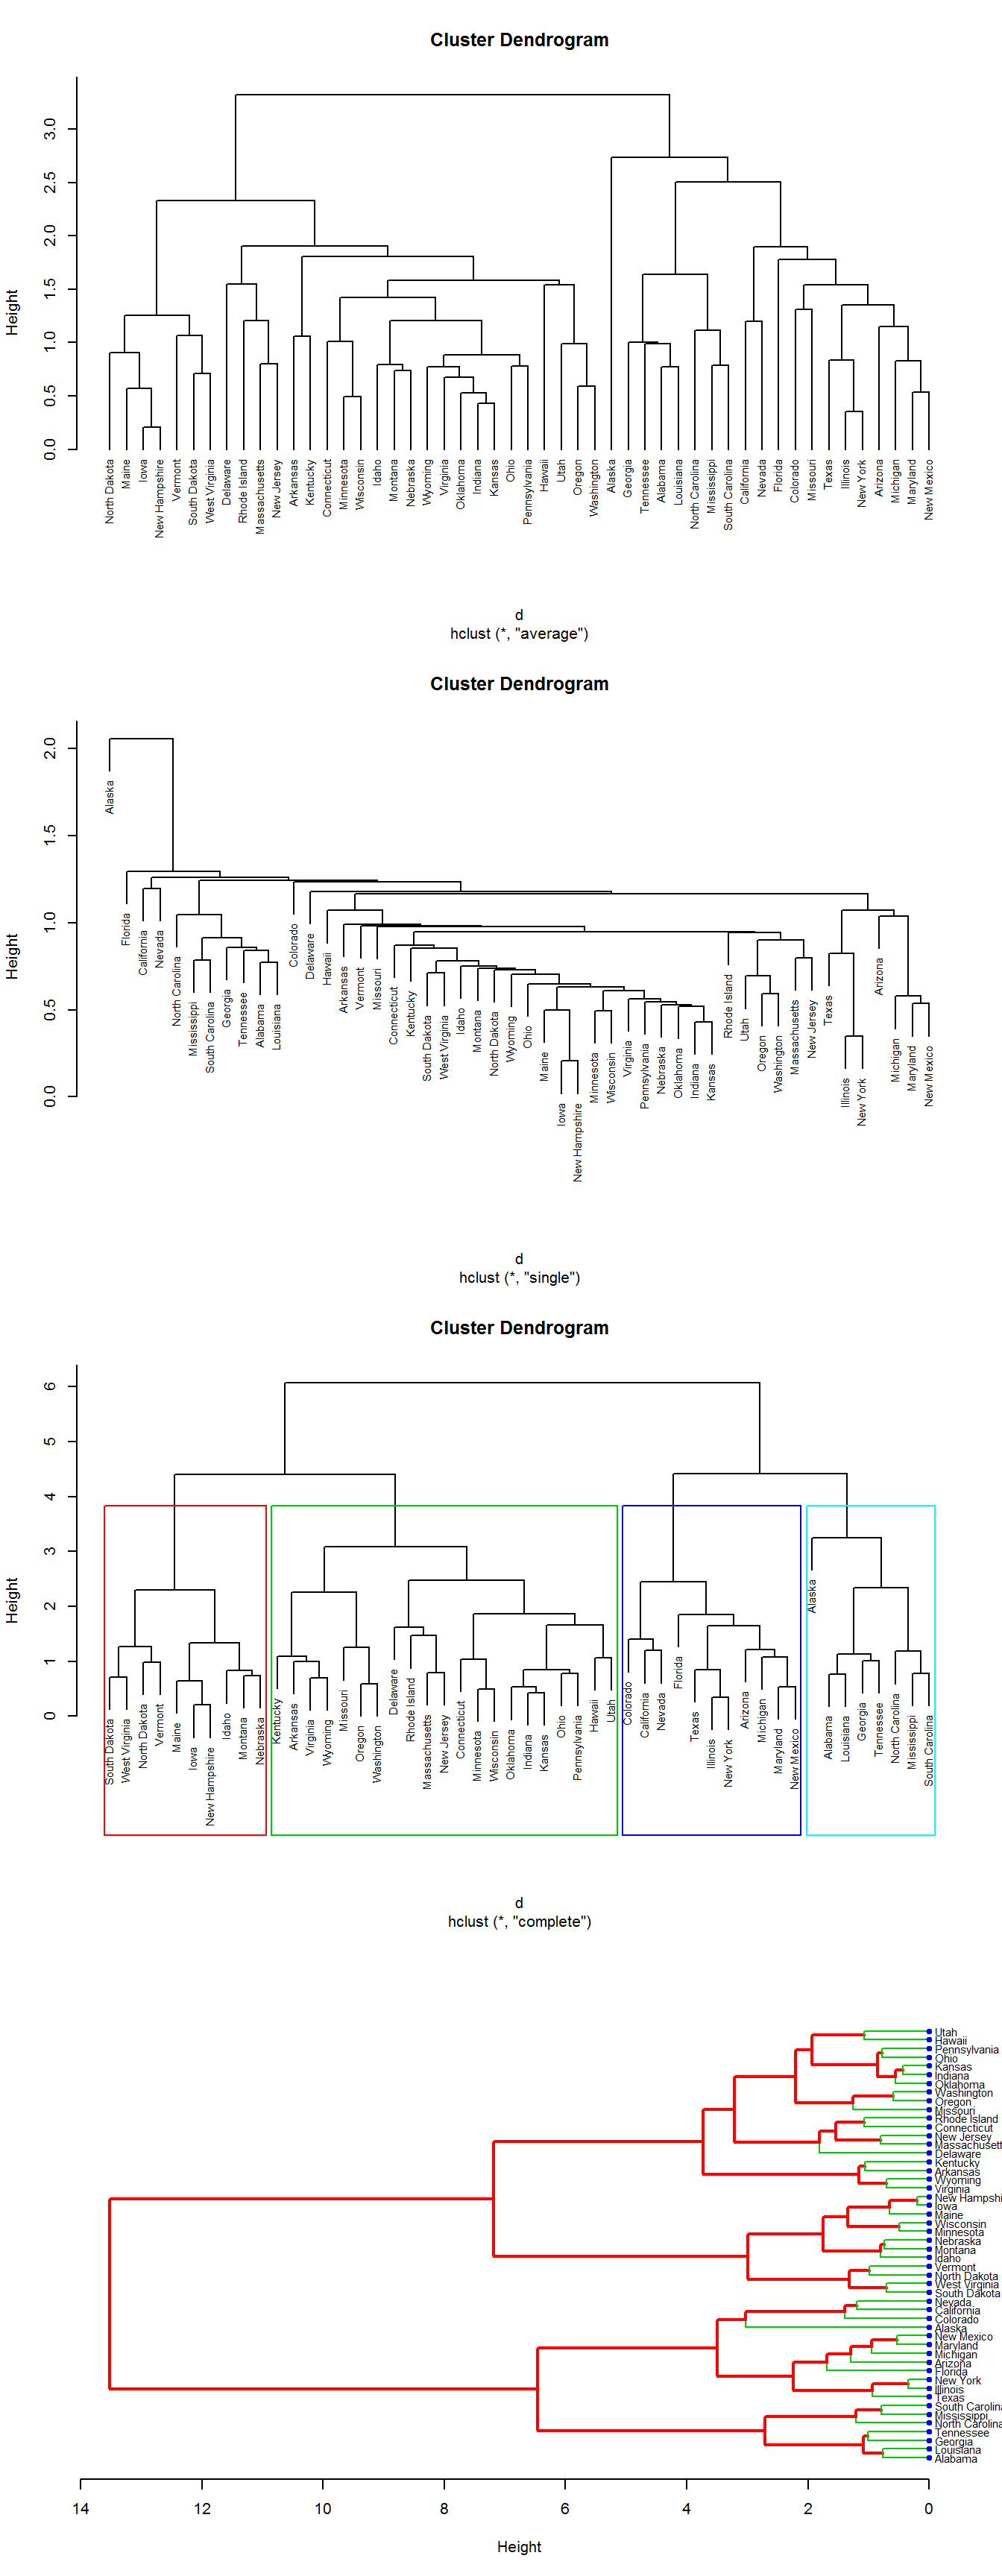 Cluster Dendrogram
Height
0.0 0.5 1.0 1.5 2.0 2.5 3.0
North Dakota
Maine
Iowa
New Hampshire
Vermont
South Dakota
West Virginia
Delaware
Rhode Island
Massachusetts
New Jersey
Arkansas
Kentucky
Connecticut
Minnesota
Wisconsin
Idaho
Montana
Nebraska
Wyoming
Virginia
Oklahoma
Indiana
Kansas
Ohio
Pennsylvania
Hawaii
Utah
Oregon
Washington
Alaska
Georgia
Tennessee
Alabama
Louisiana
North Carolina
Mississippi
South Carolina
California
Nevada
Florida
Colorado
Missouri
Texas
Illinois
New York
Arizona
Michigan
Maryland
New Mexico
d
hclust (*, "average")
Cluster Dendrogram
Height
0.0 0.5 1.0 1.5 2.0
Alaska
Florida
California
Nevada
North Carolina
Mississippi
South Carolina
Georgia
Tennessee
Alabama
Louisiana
Colorado
Delaware
Hawaii
Arkansas
Vermont
Missouri
Connecticut
Kentucky
South Dakota
West Virginia
Idaho
Montana
North Dakota
Wyoming
Ohio
Maine
Iowa
New Hampshire
Minnesota
Wisconsin
Virginia
Pennsylvania
Nebraska
Oklahoma
Indiana
Kansas
Rhode Island
Utah
Oregon
Washington
Massachusetts
New Jersey
Texas
Illinois
New York
Arizona
Michigan
Maryland
New Mexico
d
hclust (*, "single")
Cluster Dendrogram
Height
0 1 2 3 4 5 6
South Dakota
West Virginia
North Dakota
Vermont
Maine
Iowa
New Hampshire
Idaho
Montana
Nebraska
Kentucky
Arkansas
Virginia
Wyoming
Missouri
Oregon
Washington
Delaware
Rhode Island
Massachusetts
New Jersey
Connecticut
Minnesota
Wisconsin
Oklahoma
Indiana
Kansas
Ohio
Pennsylvania
Hawaii
Utah
Colorado
California
Nevada
Florida
Texas
Illinois
New York
Arizona
Michigan
Maryland
New Mexico
Alaska
Alabama
Louisiana
Georgia
Tennessee
North Carolina
Mississippi
South Carolina
d
hclust (*, "complete")
Utah
Hawaii
Pennsylvania
Ohio
Kansas
Indiana
Oklahoma
Washington
Oregon
Missouri
Rhode Island
Connecticut
New Jersey
Massachusett
Delaware
Kentucky
Arkansas
Wyoming
Virginia
New Hampshi
Iowa
Maine
Wisconsin
Minnesota
Nebraska
Montana
Idaho
Vermont
North Dakota
West Virginia
South Dakota
Nevada
California
Colorado
Alaska
New Mexico
Maryland
Michigan
Arizona
Florida
New York
Illinois
Texas
South Carolina
Mississippi
North Carolina
Tennessee
Georgia
Louisiana
Alabama
14 12 10 8 6 4 2 0
Height